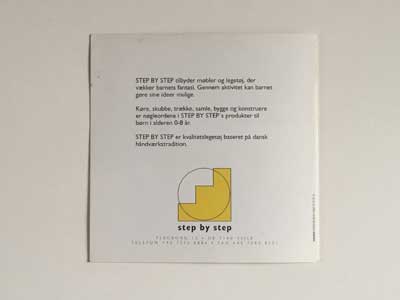 STEP BY STEP tilbyder møbler og legetøj, der
vækker barnets fantasi. Gennem aktivitet kan barnet
gøre sine ideer mulige.
Køre, skubbe, trække, samle, bygge og konstruere
er nøgleordene i STEP BY STEP's produkter til
børn i alderen 0-8 år.
STEP BY STEP er kvalitetslegetøj baseret på dansk
håndværkstradition.
step by step